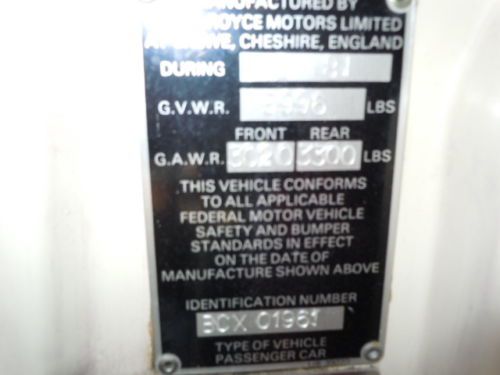 MANUFACTURED BY
ROYCE MOTORS LIMITED
CHESHIRE, ENGLAND
DURING 81
G.V.W.R. LBS
FRONT REAR
G.A.W.R. 3020 3300 LBS
THIS VEHICLE CONFORMS
TO ALL APPLICABLE
FEDERAL MOTOR VEHICLE
SAFETY AND BUMPER
STANDARDS IN EFFECT
ON THE DATE OF
MANUFACTURE SHOWN ABOVE
IDENTIFICATION NUMBER
BCX 01961
TYPE OF VEHICLE
PASSENGER CAR